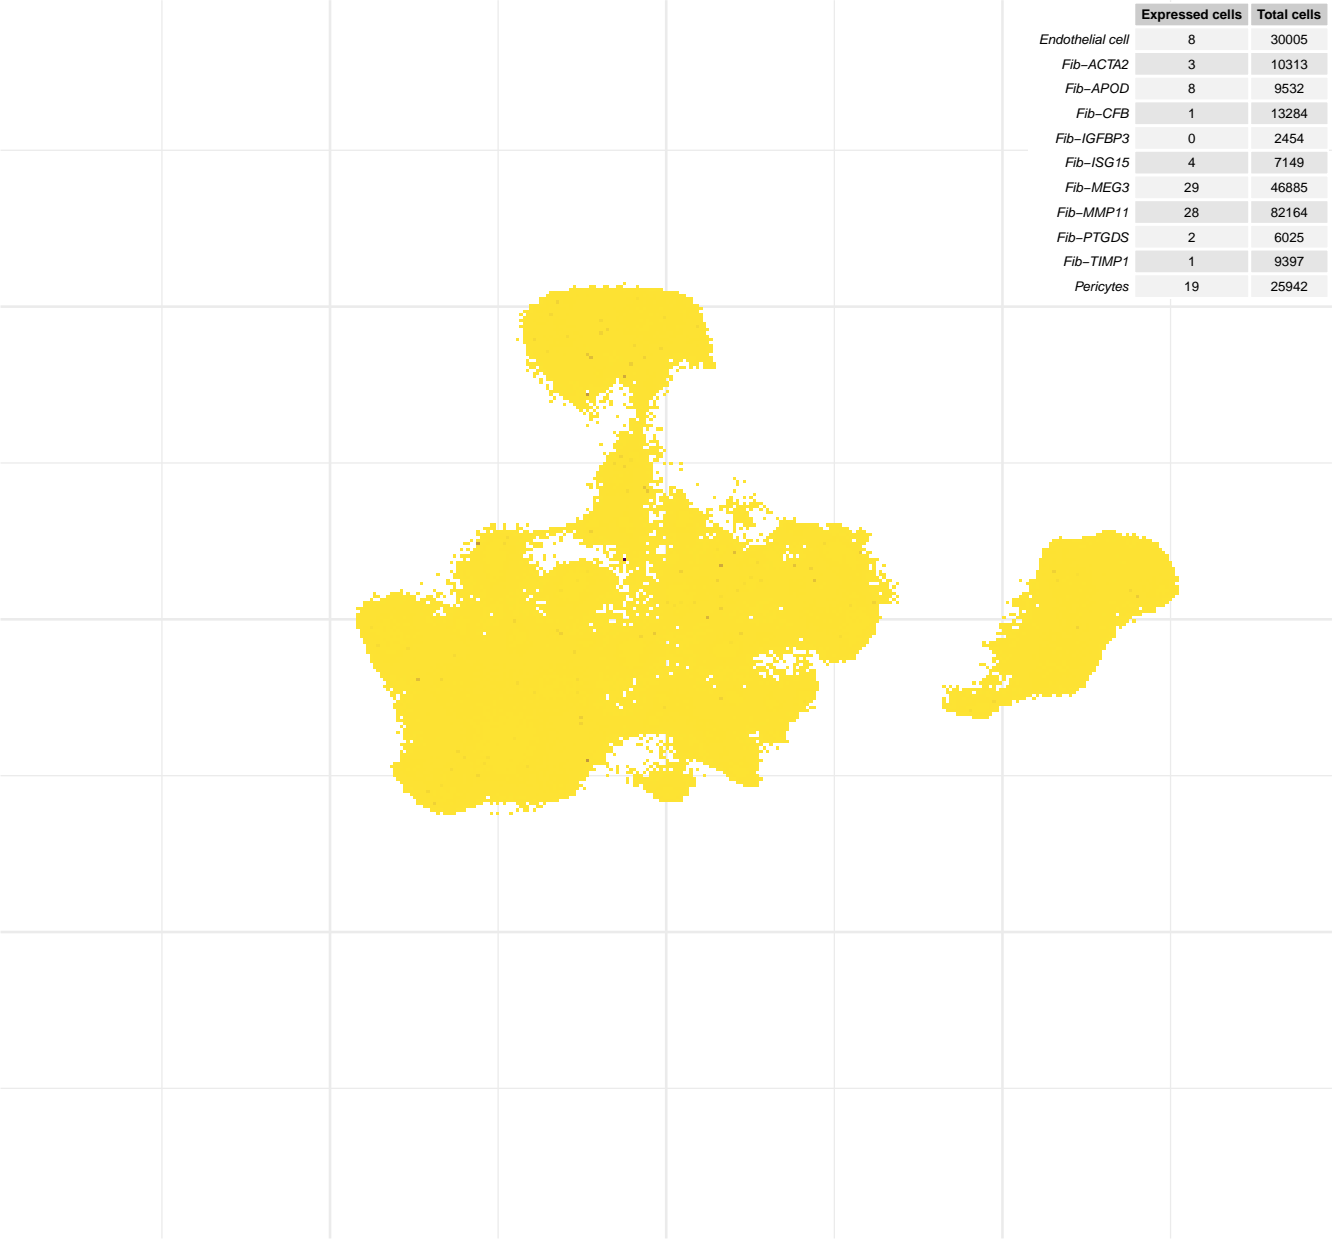 Expressed cells Total cells
Endothelial cell 8 30005
Fib−ACTA2 3 10313
Fib−APOD 8 9532
Fib−CFB 1 13284
Fib−IGFBP3 0 2454
Fib−ISG15 4 7149
Fib−MEG3 29 46885
Fib−MMP11 28 82164
Fib−PTGDS 2 6025
Fib−TIMP1 1 9397
Pericytes 19 25942